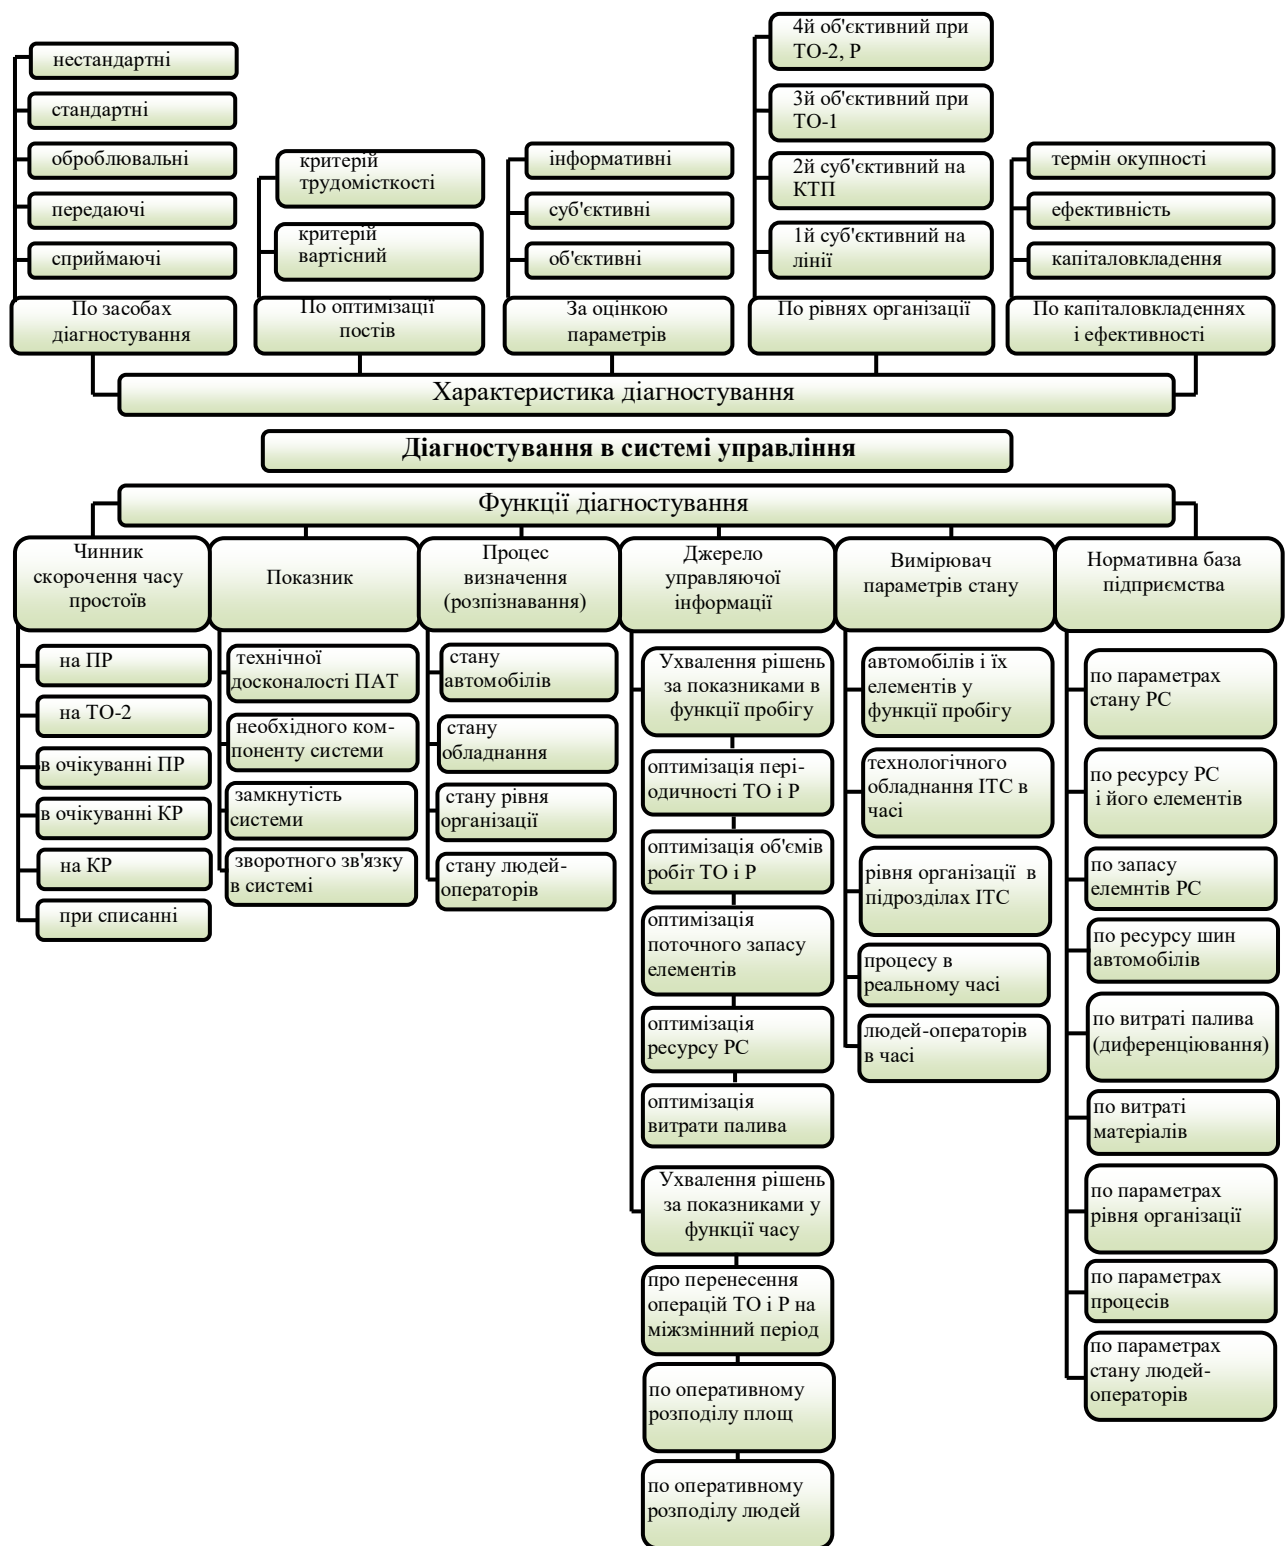 нестандартні
стандартні
оброблювальні
передаючі
сприймаючі
По засобах
діагностування
критерій
трудомісткості
критерій
вартісний
По оптимізації
постів
інформативні
суб'єктивні
об'єктивні
За оцінкою
параметрів
4й об'єктивний при
ТО-2, Р
3й об'єктивний при
ТО-1
2й суб'єктивний на
КТП
1й суб'єктивний на
лінії
По рівнях організації
термін окупності
ефективність
капіталовкладення
По капіталовкладеннях
і ефективності
Характеристика діагностування
Діагностування в системі управління
Функції діагностування
Чинник
скорочення часу
простоїв
на ПР
на ТО-2
в очікуванні ПР
в очікуванні КР
на КР
при списанні
Показник
технічної
досконалості ПАТ
необхідного ком-
поненту системи
замкнутість
системи
зворотного зв'язку
в системі
Процес
визначення
(розпізнавання)
стану
автомобілів
стану
обладнання
стану рівня
організації
стану людей-
операторів
Джерело
управляючої
інформації
Ухвалення рішень
за показниками в
функції пробігу
оптимізація пері-
одичності ТО і Р
оптимізація об'ємів
робіт ТО і Р
оптимізація
поточного запасу
елементів
оптимізація
ресурсу РС
оптимізація
витрати палива
Ухвалення рішень
за показниками у
функції часу
про перенесення
операцій ТО і Р на
міжзмінний період
по оперативному
розподілу площ
по оперативному
розподілу людей
Вимірювач
параметрів стану
автомобілів і їх
елементів у
функції пробігу
технологічного
обладнання ІТС в
часі
рівня організації в
підрозділах ІТС
процесу в
реальному часі
людей-операторів
в часі
Нормативна база
підприємства
по параметрах
стану РС
по ресурсу РС
і його елементів
по запасу
елемнтів РС
по ресурсу шин
автомобілів
по витраті палива
(диференціювання)
по витраті
матеріалів
по параметрах
рівня організації
по параметрах
процесів
по параметрах
стану людей-
операторів